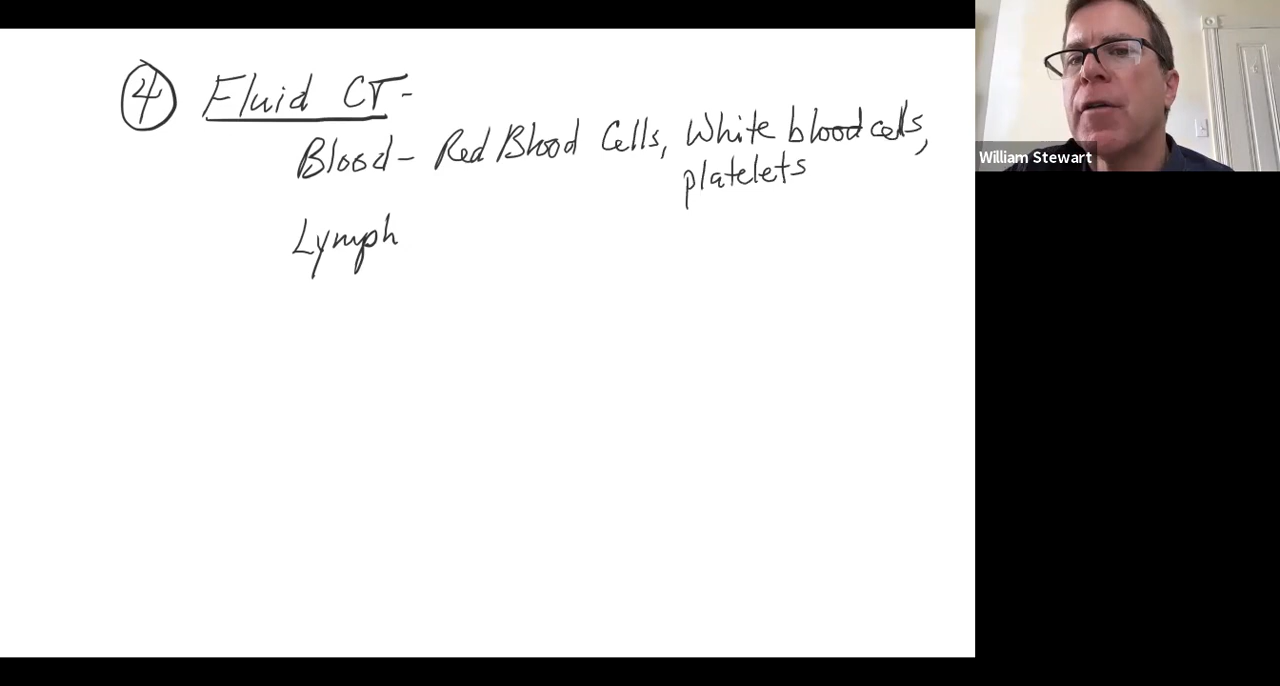 ④ Fluid CT-
Blood- Red Blood Cells, White blood cells,
platelets
Lymph
William Stewart